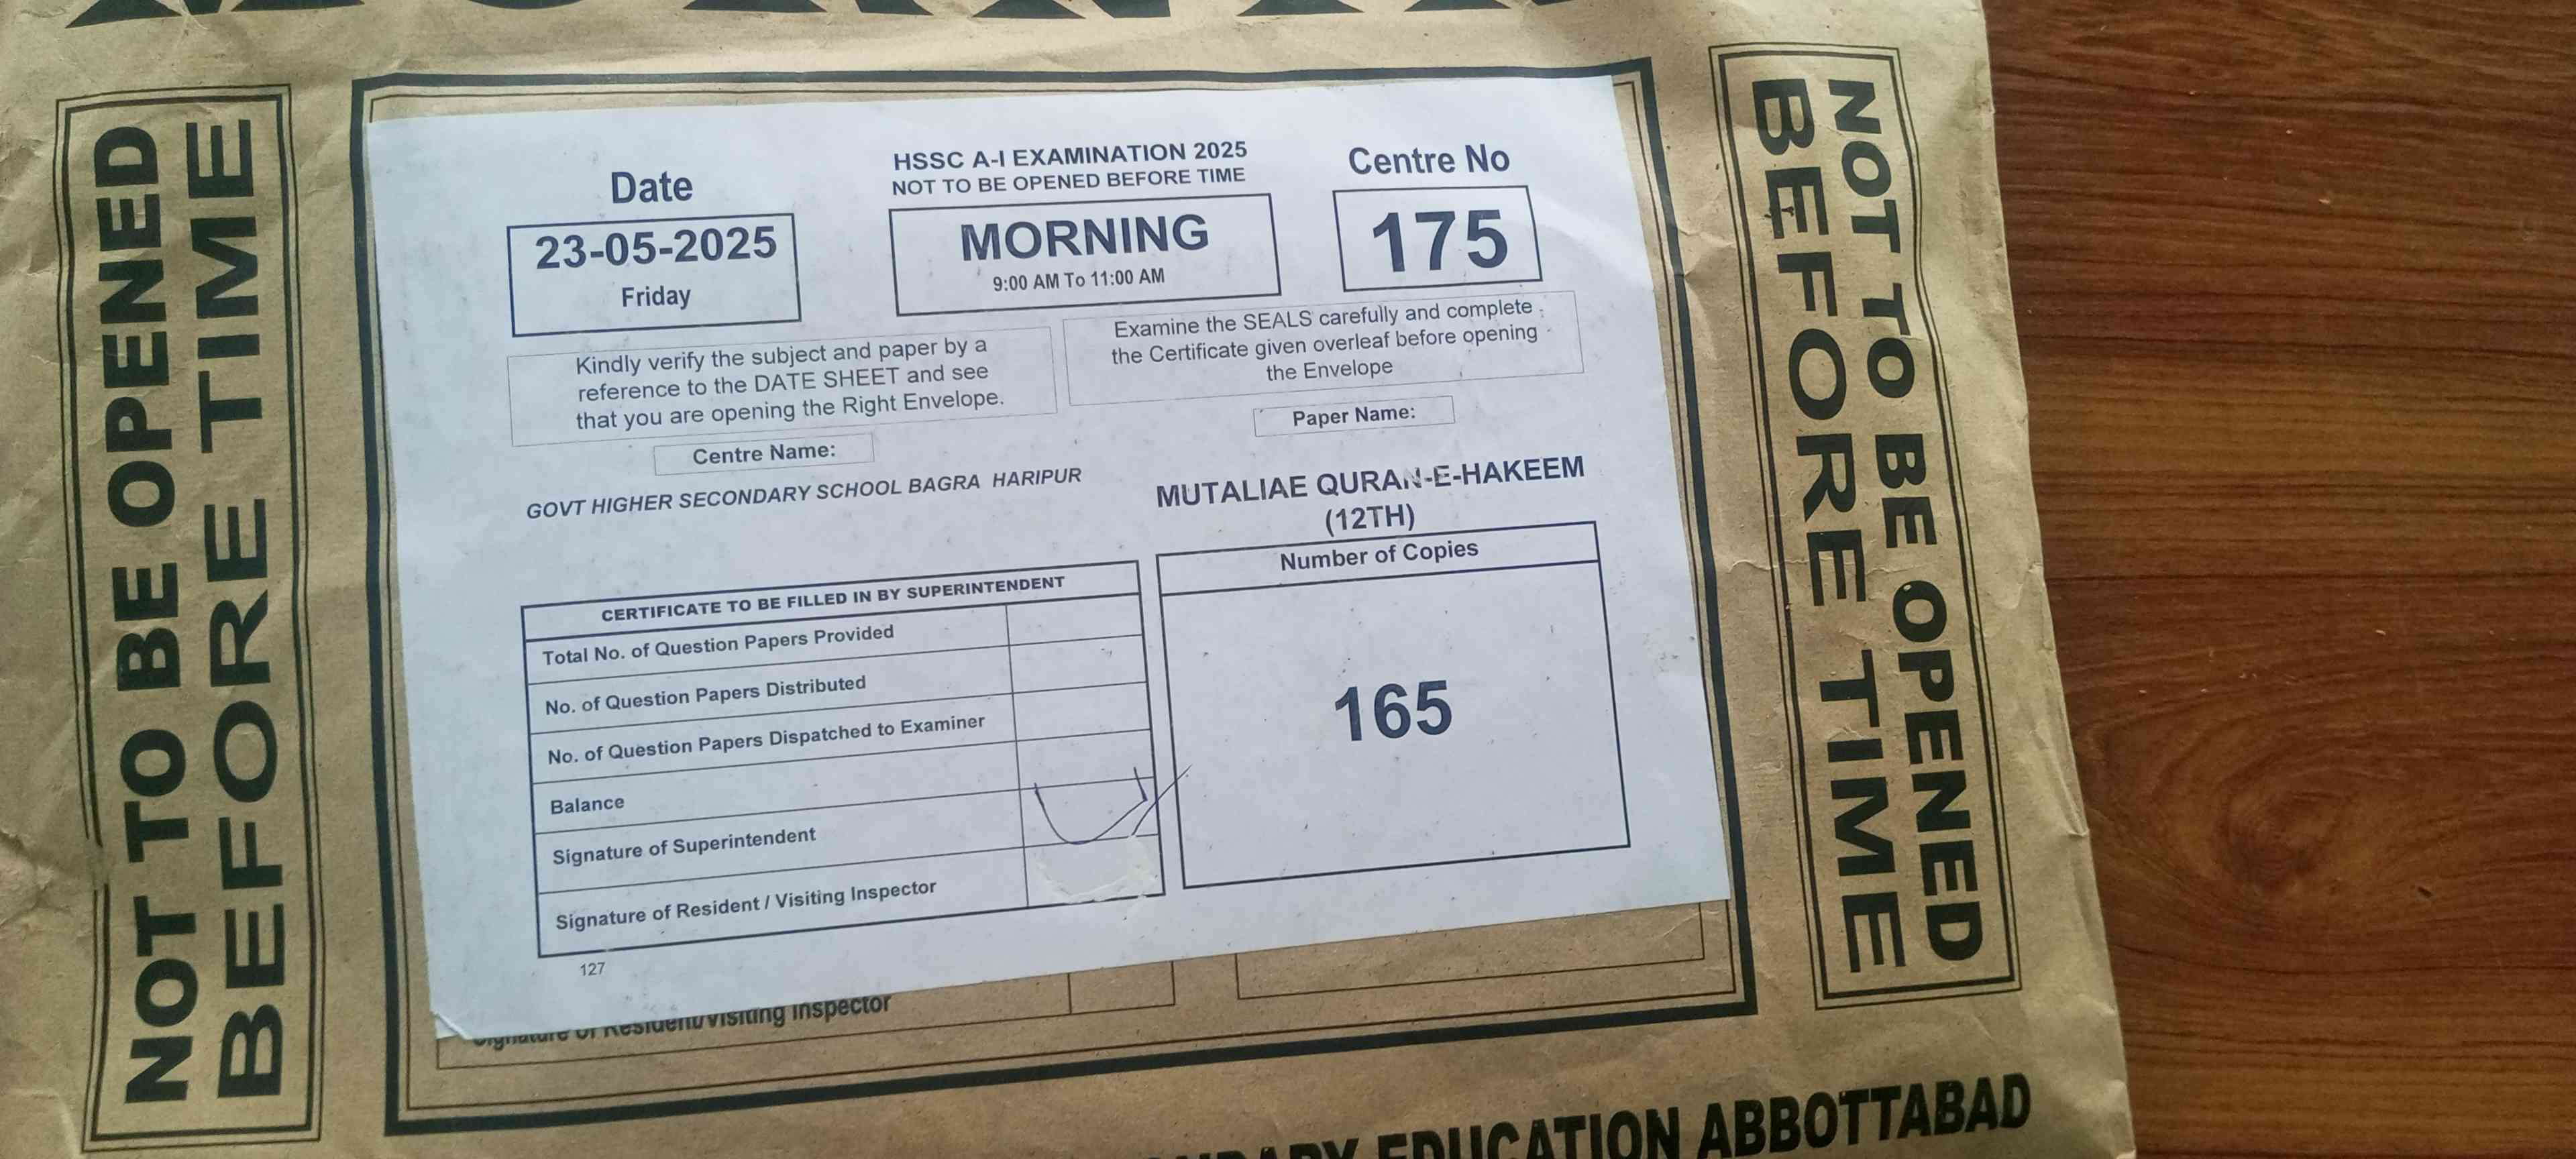 NOT TO BE OPENED
BEFORE TIME
Date
23-05-2025
Friday
HSSC A-I EXAMINATION 2025
NOT TO BE OPENED BEFORE TIME
MORNING
9:00 AM To 11:00 AM
Centre No
175
Kindly verify the subject and paper by a
reference to the DATE SHEET and see
that you are opening the Right Envelope.
Examine the SEALS carefully and complete
the Certificate given overleaf before opening
the Envelope
Centre Name:
GOVT HIGHER SECONDARY SCHOOL BAGRA HARIPUR
Paper Name:
MUTALIAE QURAN-E-HAKEEM
(12TH)
CERTIFICATE TO BE FILLED IN BY SUPERINTENDENT
Total No. of Question Papers Provided
No. of Question Papers Distributed
No. of Question Papers Dispatched to Examiner
Balance
Signature of Superintendent
Signature of Resident / Visiting Inspector
Number of Copies
165
127
Signature of Resident/Visiting Inspector
NOT TO BE OPENED
BEFORE TIME
EDUCATION ABBOTTABAD